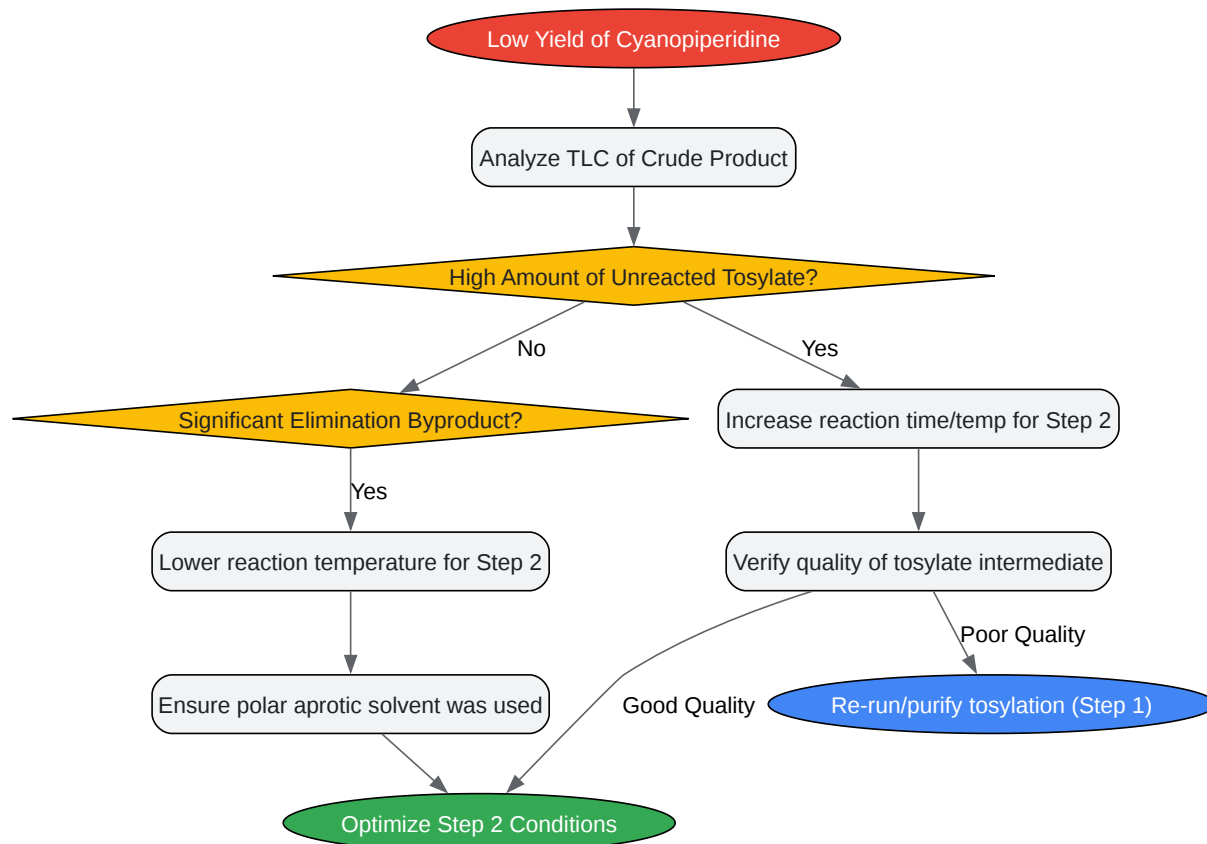 Low Yield of Cyanopiperidine
Analyze TLC of Crude Product
High Amount of Unreacted Tosylate?
No
Yes
Significant Elimination Byproduct?
Increase reaction time/temp for Step 2
Yes
Lower reaction temperature for Step 2
Verify quality of tosylate intermediate
Poor Quality
Ensure polar aprotic solvent was used
Good Quality
Re-run/purify tosylation (Step 1)
Optimize Step 2 Conditions